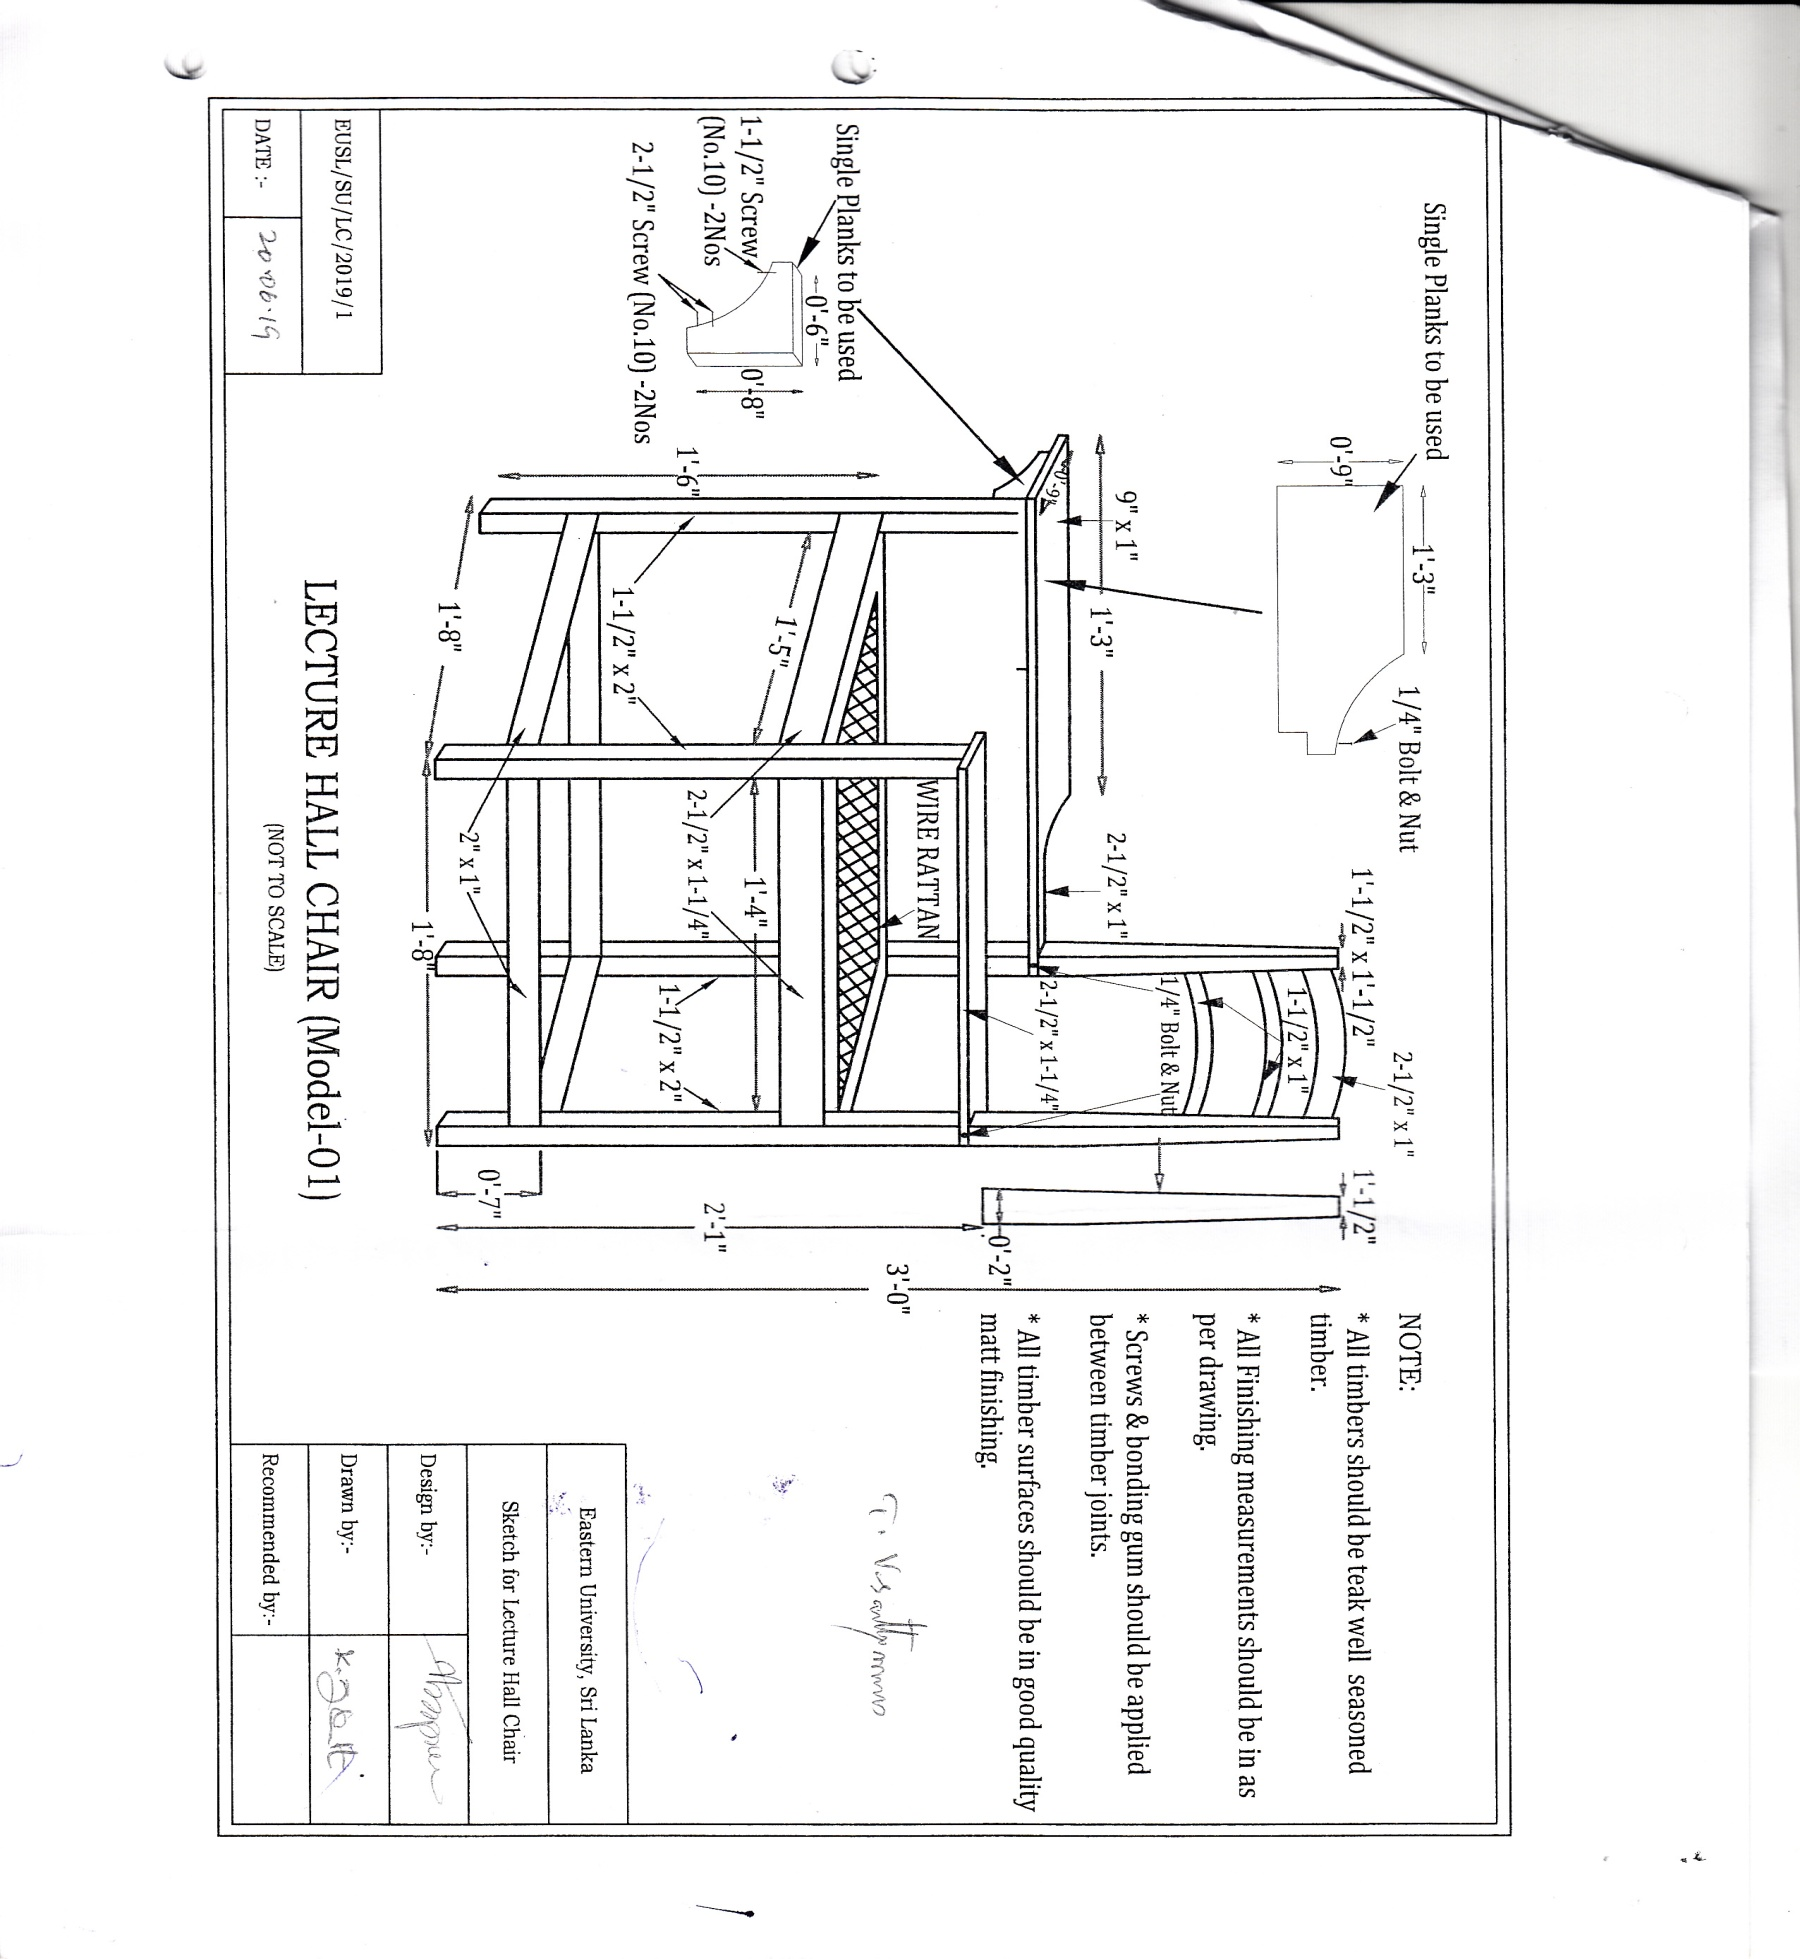 Single Planks to be used
0'-9"
1'-3"
1/4" Bolt & Nut
1'-1/2" x 1'-1/2"
2-1/2" x 1"
1'-1/2"
1-1/2" x 1"
1/4" Bolt & Nut
9" x 1"
1'-3"
2-1/2" x 1"
0'-9"
2-1/2" x 1-1/4"
0'-2"
Single Planks to be used
0'-6"
1-1/2" Screw
(No.10) -2Nos
0'-8"
2-1/2" Screw (No.10) -2Nos
WIRE RATTAN
1'-6"
1'-5"
1'-4"
1-1/2" x 2"
2-1/2" x 1-1/4"
1-1/2" x 2"
2" x 1"
1'-8"
1'-8"
0'-7"
2'-1"
3'-0"
NOTE:
* All timbers should be teak well seasoned
timber.
* All Finishing measurements should be in as
per drawing.
* Screws & bonding gum should be applied
between timber joints.
* All timber surfaces should be in good quality
matt finishing.
EUSL/SU/LC/2019/1
DATE :-
20.06.19
LECTURE HALL CHAIR (Model-01)
(NOT TO SCALE)
Eastern University, Sri Lanka
Sketch for Lecture Hall Chair
Design by:-
Drawn by:-
Recommended by:-